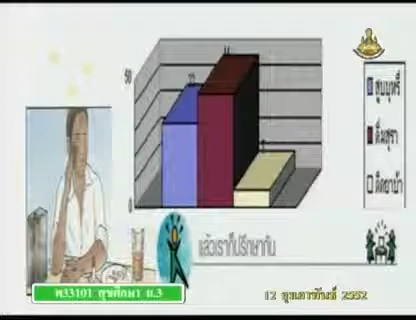 50
0
สูบบุหรี่
ดื่มสุรา
ติดยาบ้า
แล้วเราก็ปรึกษากัน
พ33101 สุขศึกษา ม.3
12 กุมภาพันธ์ 2552